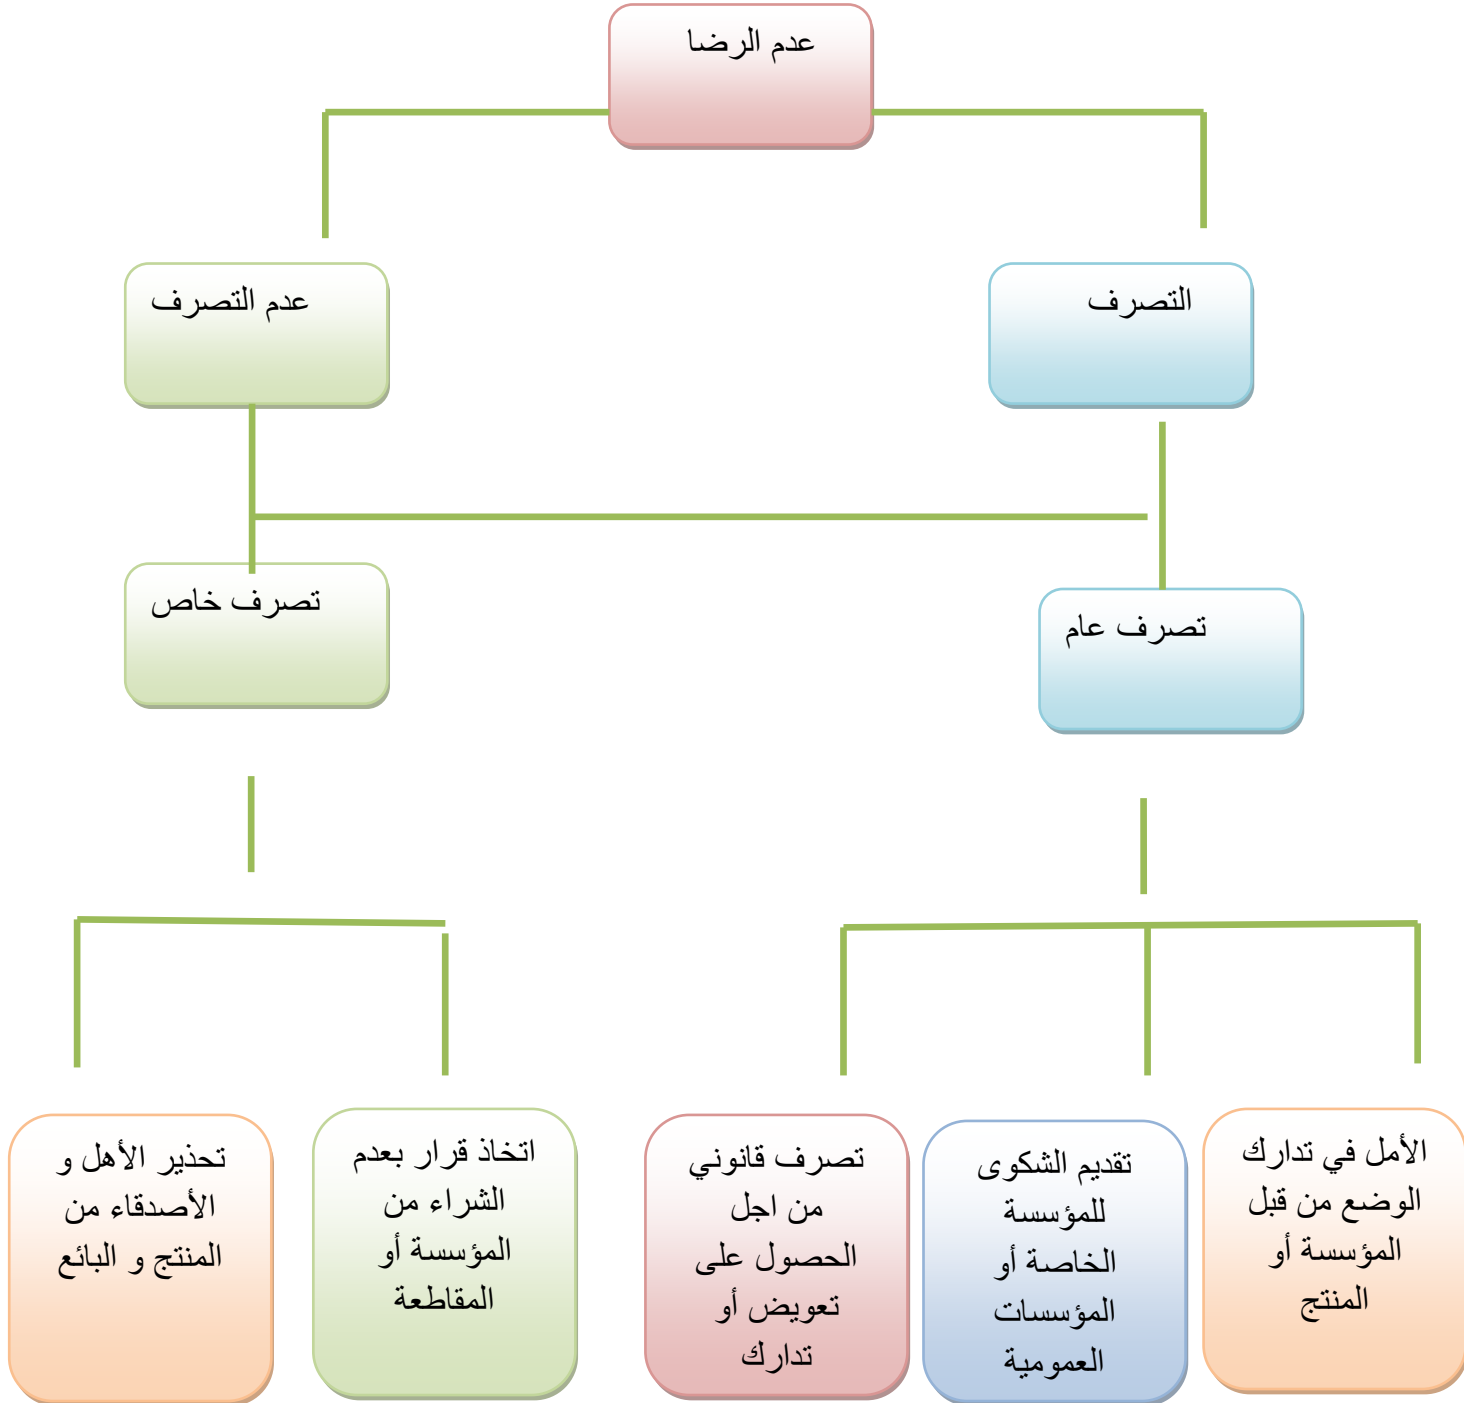 عدم الرضا
التصرف
عدم التصرف
تصرف خاص
تصرف عام
الأمل في تدارك
الوضع من قبل
المؤسسة أو
المنتج
تقديم الشكوى
للمؤسسة
الخاصة أو
المؤسسات
العمومية
تصرف قانوني
من اجل
الحصول على
تعويض أو
تدارك
اتخاذ قرار بعدم
الشراء من
المؤسسة أو
المقاطعة
تحذير الأهل و
الأصدقاء من
المنتج و البائع